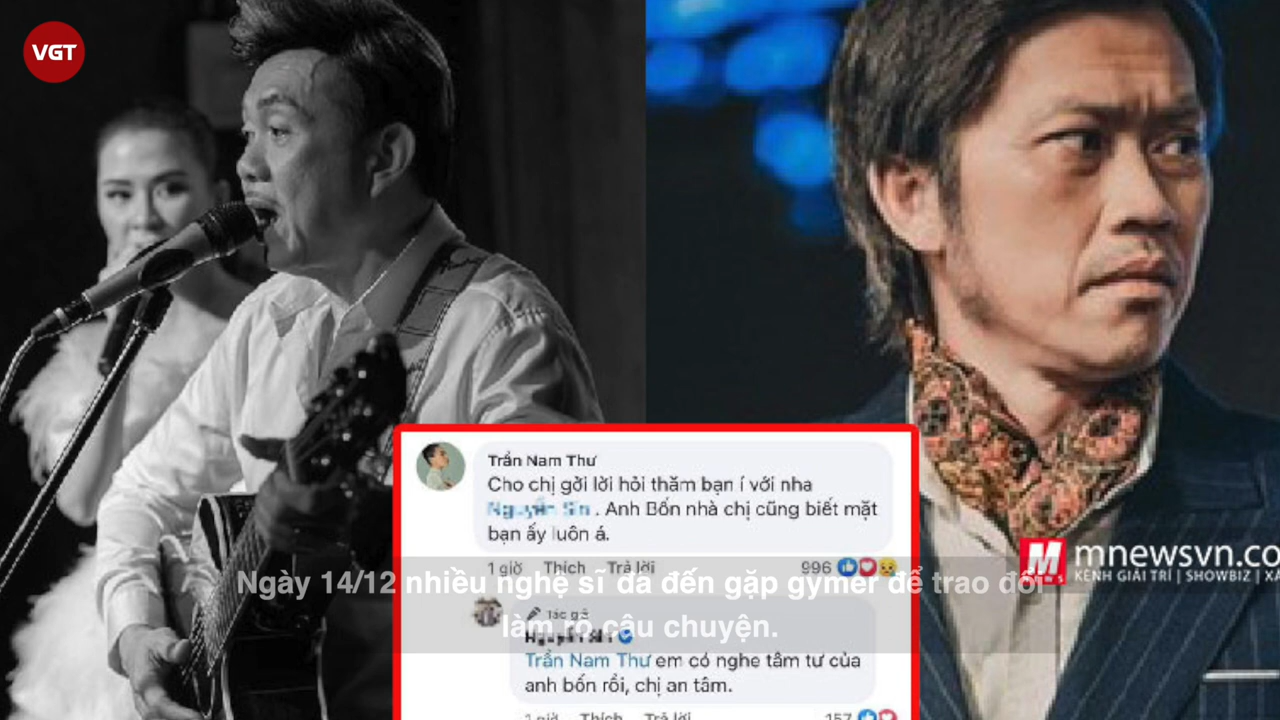 VGT
Trần Nam Thư
Cho chị gởi lời hỏi thăm bạn í với nha
Nguyễn Sin . Anh Bốn nhà chị cũng biết mặt
bạn ấy luôn á.
1 giờ Thích Trả lời 996
Ngày 14/12 nhiều nghệ sĩ đã đến gặp gymer để trao đổi
làm rõ câu chuyện.
Tác giả
Trần Nam Thư em có nghe tâm tư của
anh bốn rồi, chị an tâm.
1 giờ Thích Trả lời 157
M mnewsvn.co
KÊNH GIẢI TRÍ | SHOWBIZ | XÃ